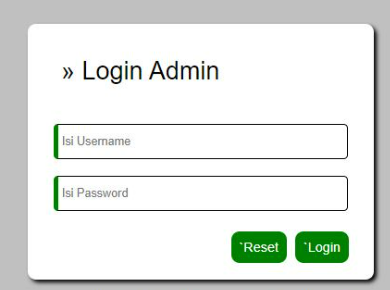 » Login Admin
Isi Username
Isi Password
`Reset `Login